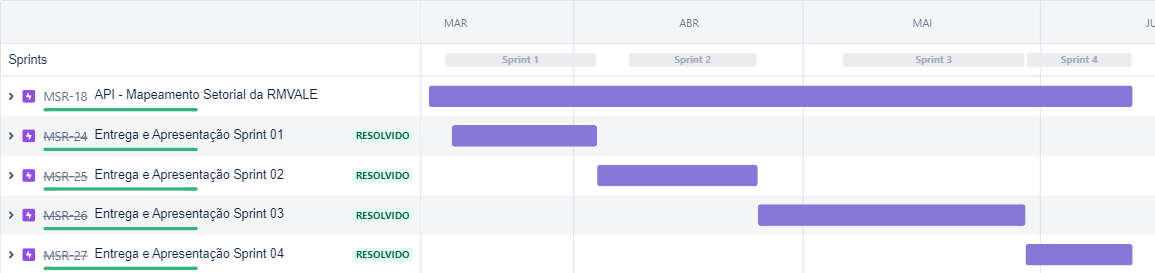 MAR ABR MAI JU
Sprints Sprint 1 Sprint 2 Sprint 3 Sprint 4
MSR-18 API - Mapeamento Setorial da RMVALE
MSR-24 Entrega e Apresentação Sprint 01 RESOLVIDO
MSR-25 Entrega e Apresentação Sprint 02 RESOLVIDO
MSR-26 Entrega e Apresentação Sprint 03 RESOLVIDO
MSR-27 Entrega e Apresentação Sprint 04 RESOLVIDO